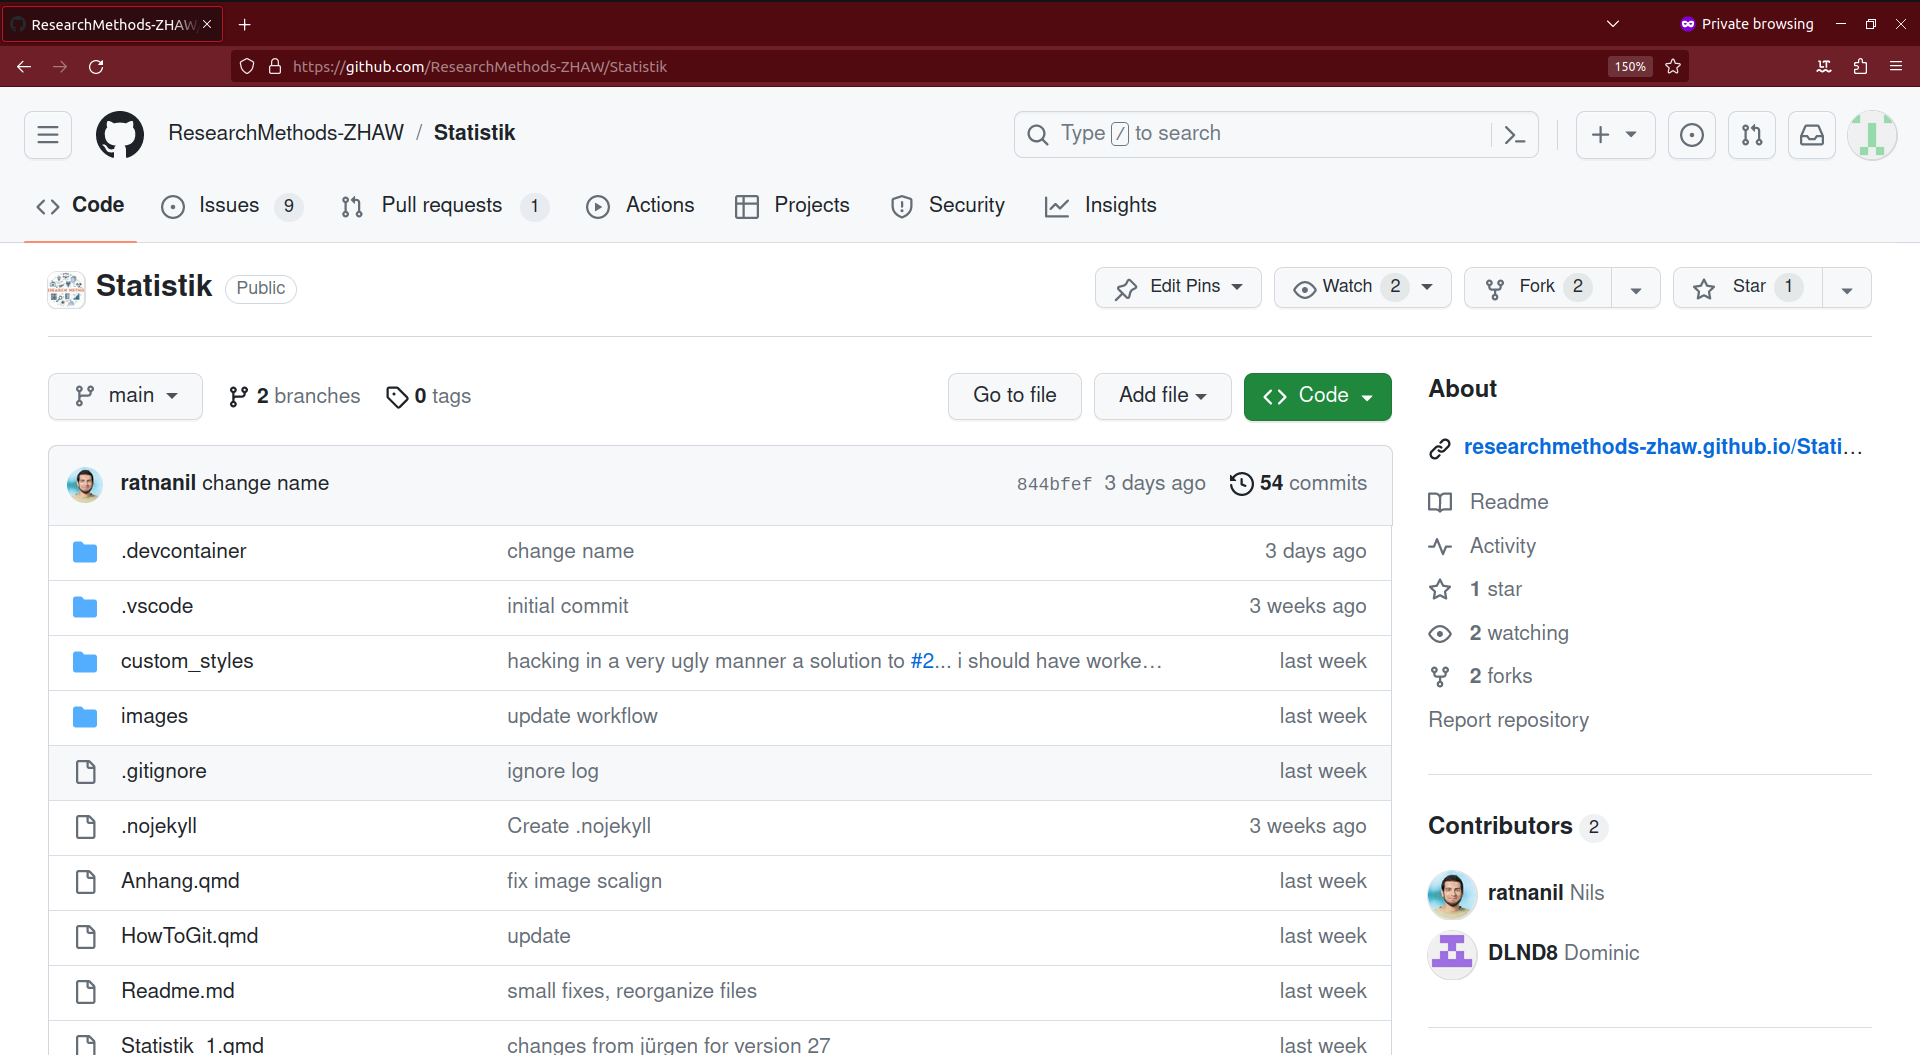 ResearchMethods-ZHAW
Private browsing
https://github.com/ResearchMethods-ZHAW/Statistik
150%
ResearchMethods-ZHAW / Statistik
Type / to search
Code
Issues 9
Pull requests 1
Actions
Projects
Security
Insights
Statistik
Public
Edit Pins
Watch 2
Fork 2
Star 1
main
2 branches
0 tags
Go to file
Add file
Code
ratnanil change name 844bfef 3 days ago 54 commits
.devcontainer change name 3 days ago
.vscode initial commit 3 weeks ago
custom_styles hacking in a very ugly manner a solution to #2... i should have worke… last week
images update workflow last week
.gitignore ignore log last week
.nojekyll Create .nojekyll 3 weeks ago
Anhang.qmd fix image scalign last week
HowToGit.qmd update last week
Readme.md small fixes, reorganize files last week
Statistik_1.qmd changes from jürgen for version 27 last week
About
researchmethods-zhaw.github.io/Stati…
Readme
Activity
1 star
2 watching
2 forks
Report repository
Contributors 2
ratnanil Nils
DLND8 Dominic